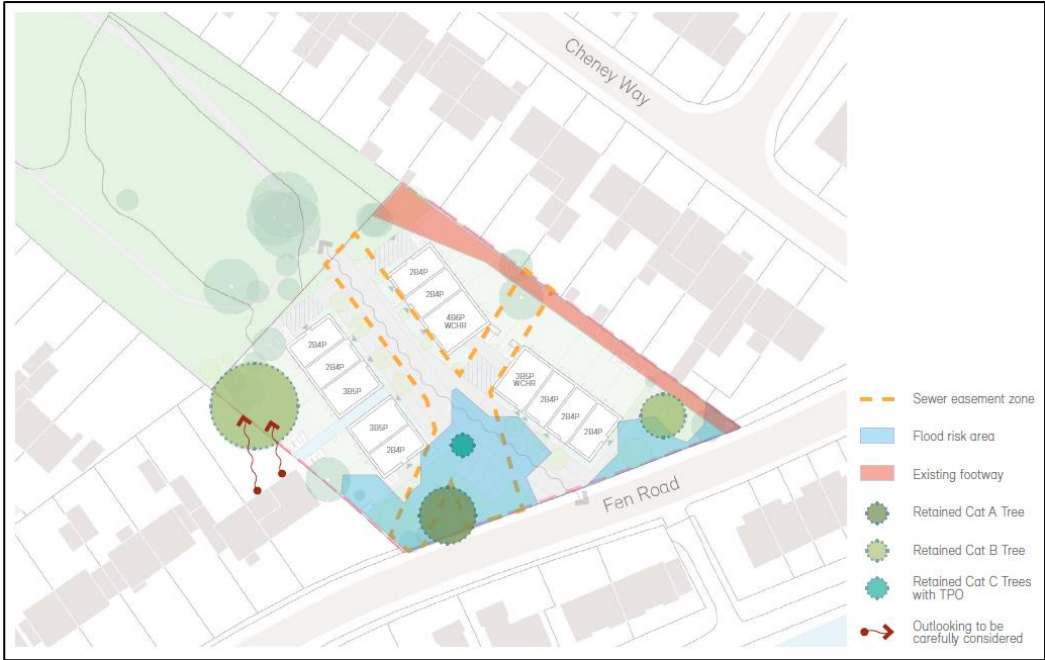 Cheney Way
2B4P
2B4P
4B6P
WCHR
2B4P
2B4P
3B5P
3B5P
WCHR
2B4P
2B4P
2B4P
3B5P
2B4P
Fen Road
Sewer easement zone
Flood risk area
Existing footway
Retained Cat A Tree
Retained Cat B Tree
Retained Cat C Trees
with TPO
Outlooking to be
carefully considered